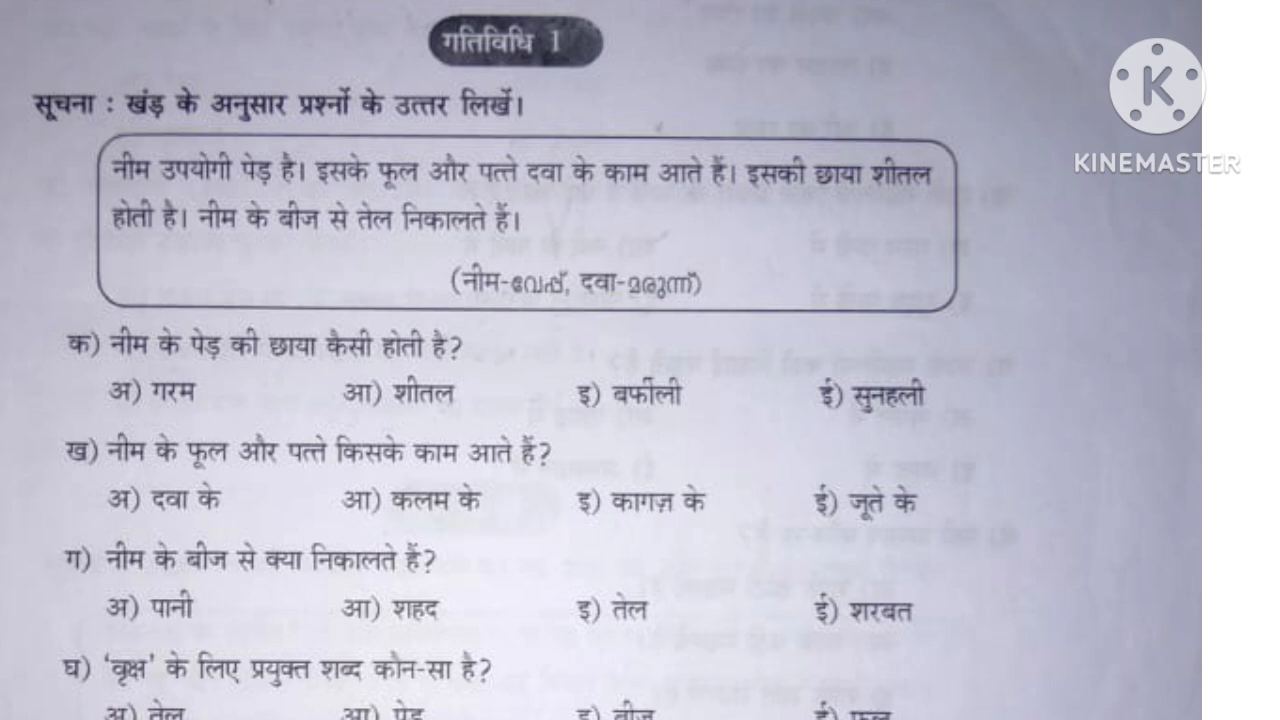 गतिविधि 1
सूचना : खंड़ के अनुसार प्रश्नों के उत्तर लिखें।
नीम उपयोगी पेड़ है। इसके फूल और पत्ते दवा के काम आते हैं। इसकी छाया शीतल
होती है। नीम के बीज से तेल निकालते हैं।
(नीम-വേപ്പ്, दवा-മരുന്ന്)
क) नीम के पेड़ की छाया कैसी होती है?
अ) गरम आ) शीतल इ) बर्फीली ई) सुनहली
ख) नीम के फूल और पत्ते किसके काम आते हैं?
अ) दवा के आ) कलम के इ) कागज़ के ई) जूते के
ग) नीम के बीज से क्या निकालते हैं?
अ) पानी आ) शहद इ) तेल ई) शरबत
घ) 'वृक्ष' के लिए प्रयुक्त शब्द कौन-सा है?
अ) तेल आ) पेड़ इ) बीज ई) फूल
K
KINEMASTER